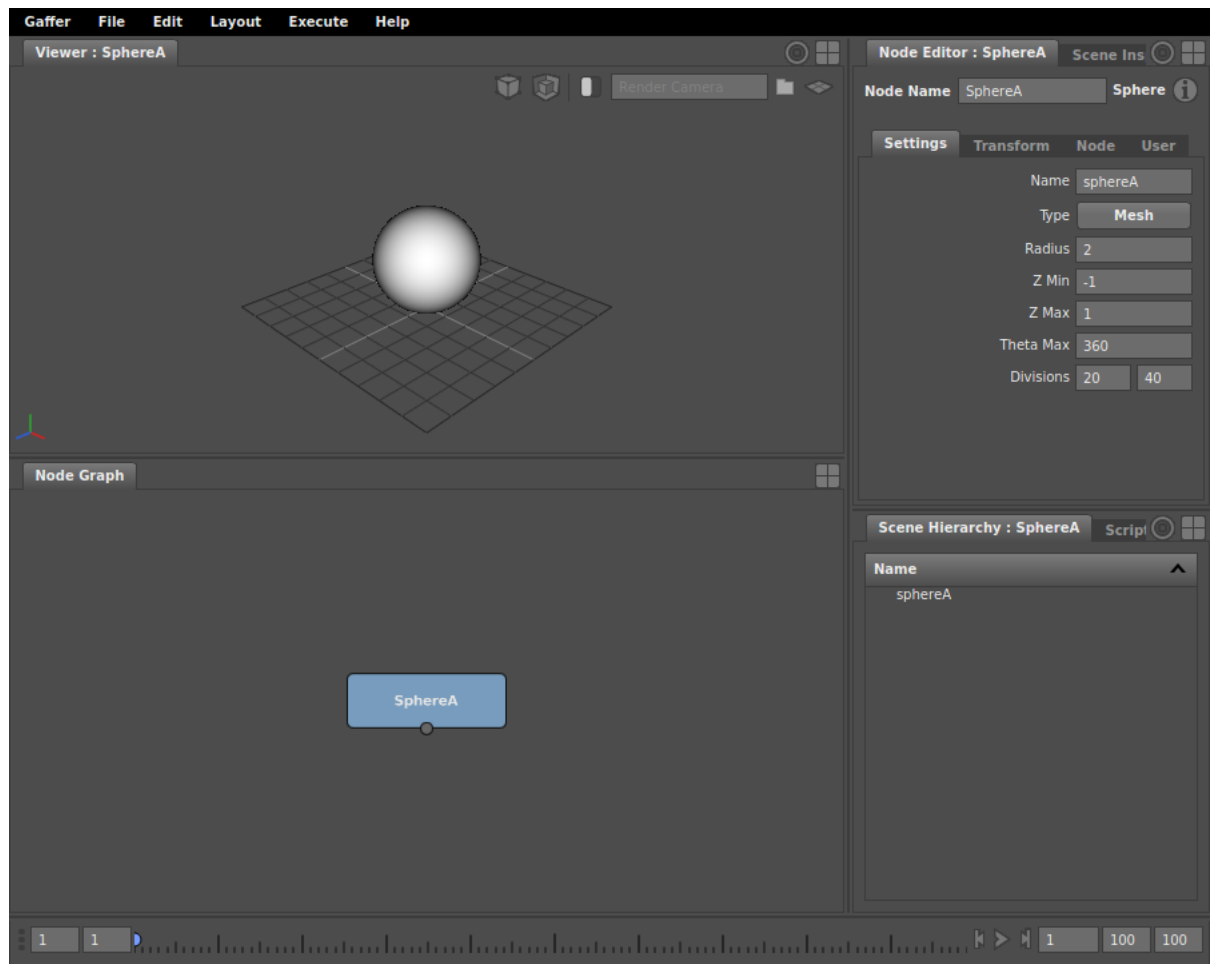 Gaffer File Edit Layout Execute Help
Viewer : SphereA
Render Camera
Node Editor : SphereA Scene Ins
Node Name SphereA Sphere
Settings Transform Node User
Name sphereA
Type Mesh
Radius 2
Z Min -1
Z Max 1
Theta Max 360
Divisions 20 40
Node Graph
SphereA
Scene Hierarchy : SphereA Script
Name
sphereA
1 1 1 100 100